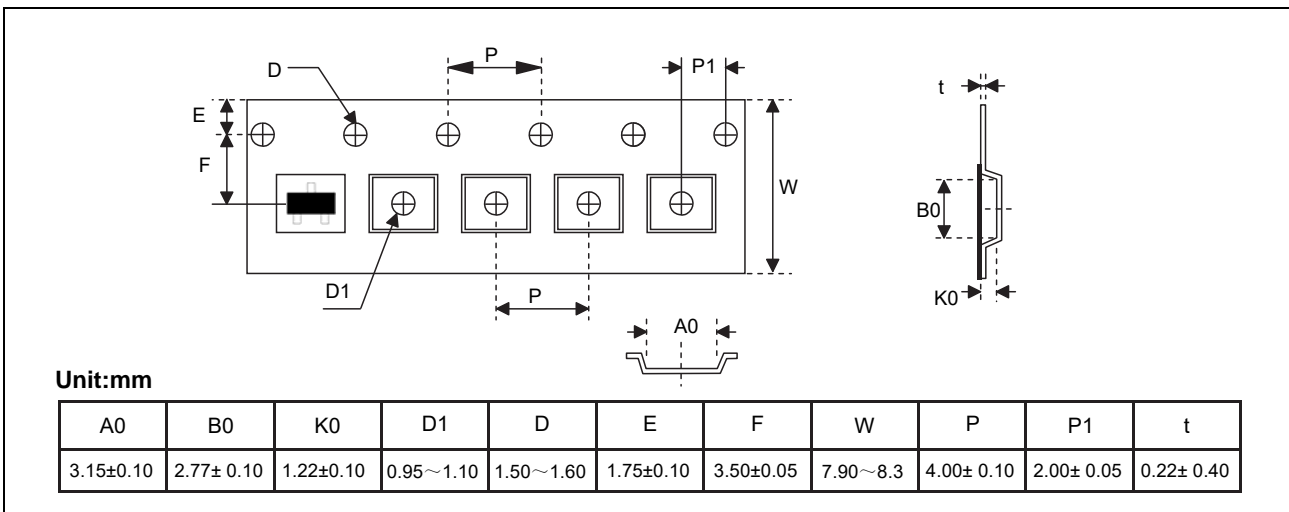 P
P1
D
t
E
F
W
B0
K0
D1
P
A0
Unit:mm
A0 B0 K0 D1 D E F W P P1 t
3.15±0.10 2.77± 0.10 1.22±0.10 0.95～1.10 1.50～1.60 1.75±0.10 3.50±0.05 7.90～8.3 4.00± 0.10 2.00± 0.05 0.22± 0.40